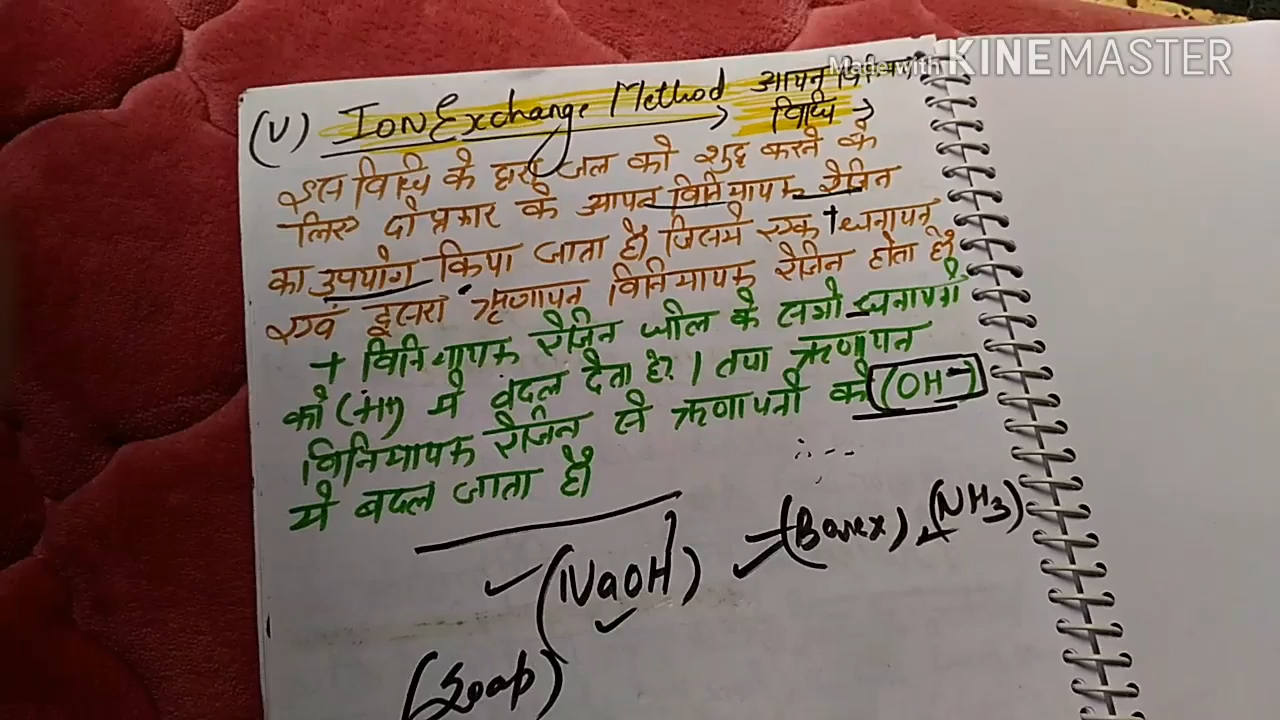 Made with KINEMASTER
(V) Ion Exchange Method → आयन विनिमय
विधि →
इस विधि के द्वारा जल को शुद्ध करने के
लिए दो प्रकार के आयन विनिमायक रेजिन
का उपयोग किया जाता है। जिसमे एक + धनायन
एवं दूसरा ऋणायन विनिमायक रेजिन होता है।
+ विनिमायक रेजिन घोल के सभी धनायनों
को (H+) मे बदल देता है। तथा ऋणायन
विनिमायक रेजिन से ऋणायनो को (OH-)
मे बदल जाता है।
(NaOH) (Borex), (NH3)
(Soap)